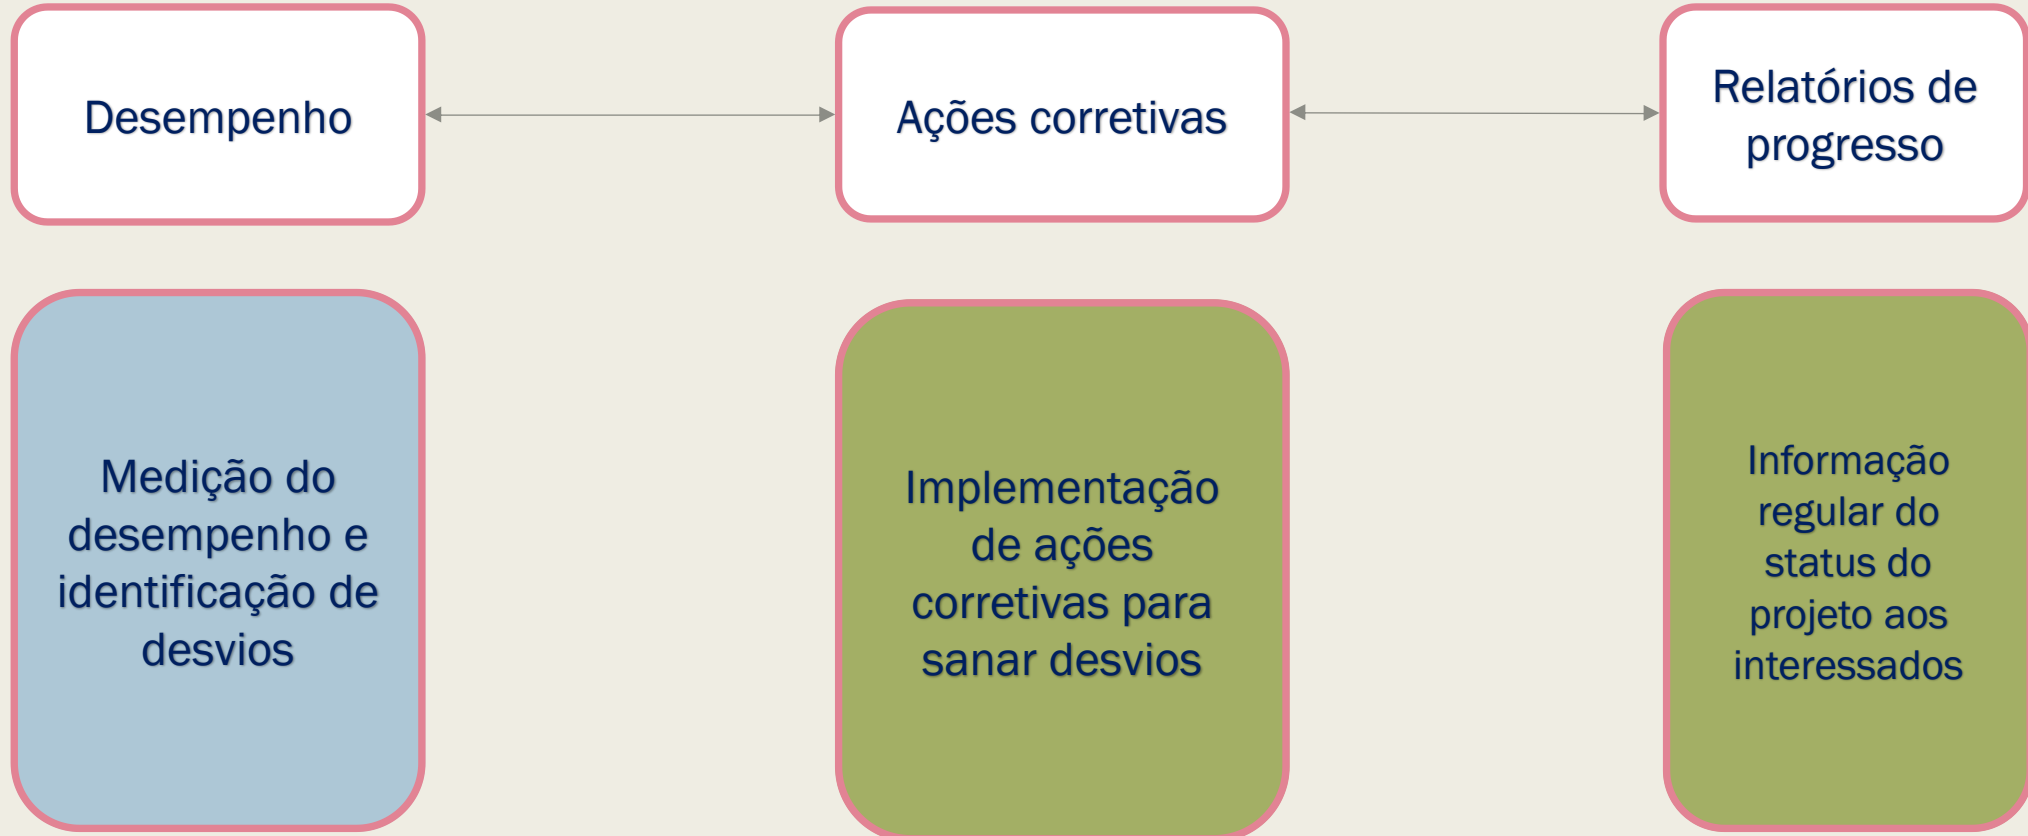 Desempenho
Ações corretivas
Relatórios de
progresso
Medição do
desempenho e
identificação de
desvios
Implementação
de ações
corretivas para
sanar desvios
Informação
regular do
status do
projeto aos
interessados